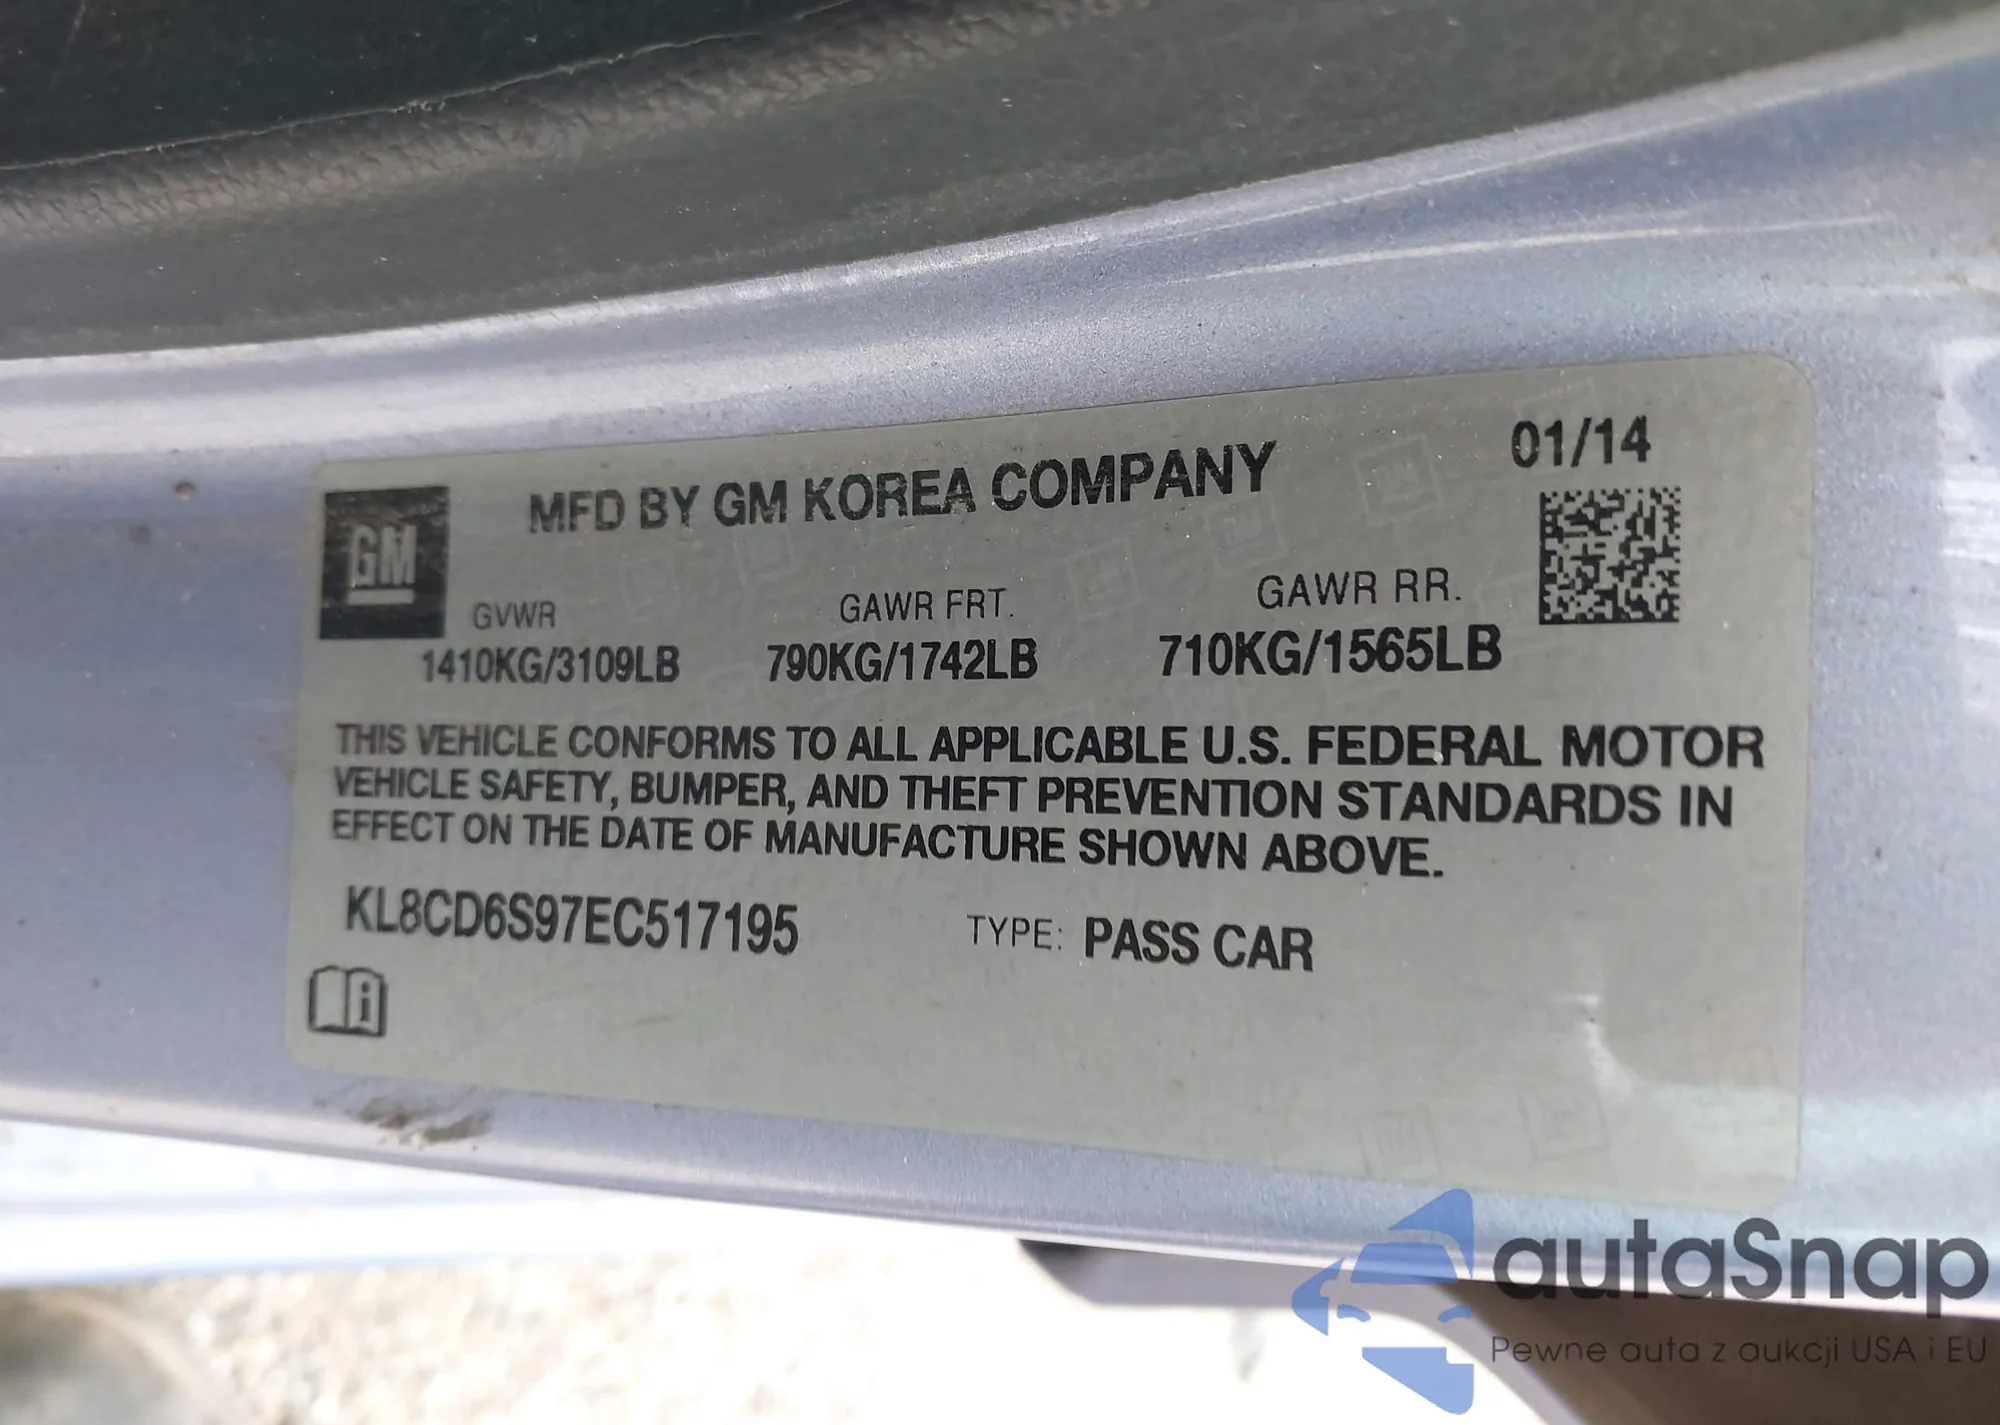 MFD BY GM KOREA COMPANY 01/14
GM
GVWR GAWR FRT. GAWR RR.
1410KG/3109LB 790KG/1742LB 710KG/1565LB
THIS VEHICLE CONFORMS TO ALL APPLICABLE U.S. FEDERAL MOTOR
VEHICLE SAFETY, BUMPER, AND THEFT PREVENTION STANDARDS IN
EFFECT ON THE DATE OF MANUFACTURE SHOWN ABOVE.
KL8CD6S97EC517195 TYPE: PASS CAR
autaSnap
Pewne auta z aukcji USA i EU